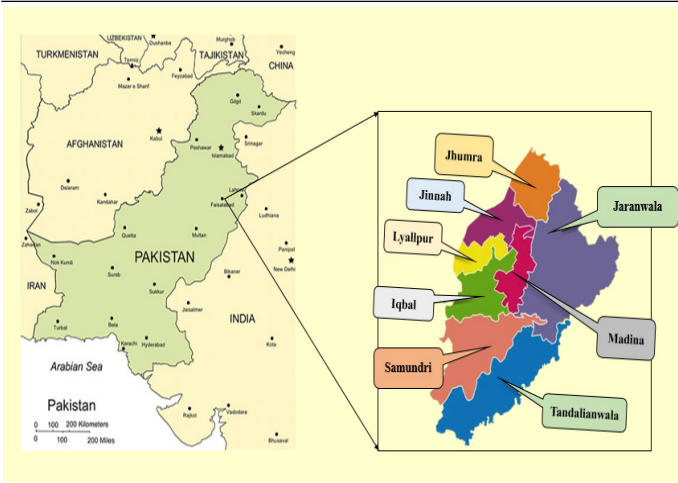 UZBEKISTAN
Dushanbe
Murghob
Yecheng
TURKMENISTAN
TAJIKISTAN
CHINA
Termiz
Feyzabad
Mazar e Sharif
Gilgit
Skardu
AFGHANISTAN
Kabul
Peshawar
Srinagar
Islamabad
Delaram
Kandahar
Zabol
Lahore
Faisalabad
Ludhiana
Zahedan
Quetta
Multan
Panipat
PAKISTAN
Nok Kundi
New Delhi
Surab
Bikaner
IRAN
Sukkur
Jaisalmer
Turbat
Bela
INDIA
Karachi
Hyderabad
Kota
Arabian Sea
Pakistan
Rajkot
Vadodara
0 100 200 Kilometers
0 100 200 Miles
Bhusaval
Jhumra
Jinnah
Jaranwala
Lyallpur
Iqbal
Madina
Samundri
Tandalianwala